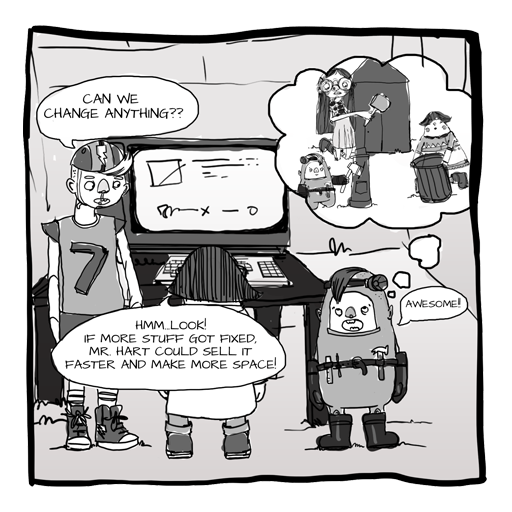 CAN WE
CHANGE ANYTHING??
7
HMM..LOOK!
IF MORE STUFF GOT FIXED,
MR. HART COULD SELL IT
FASTER AND MAKE MORE SPACE!
AWESOME!!